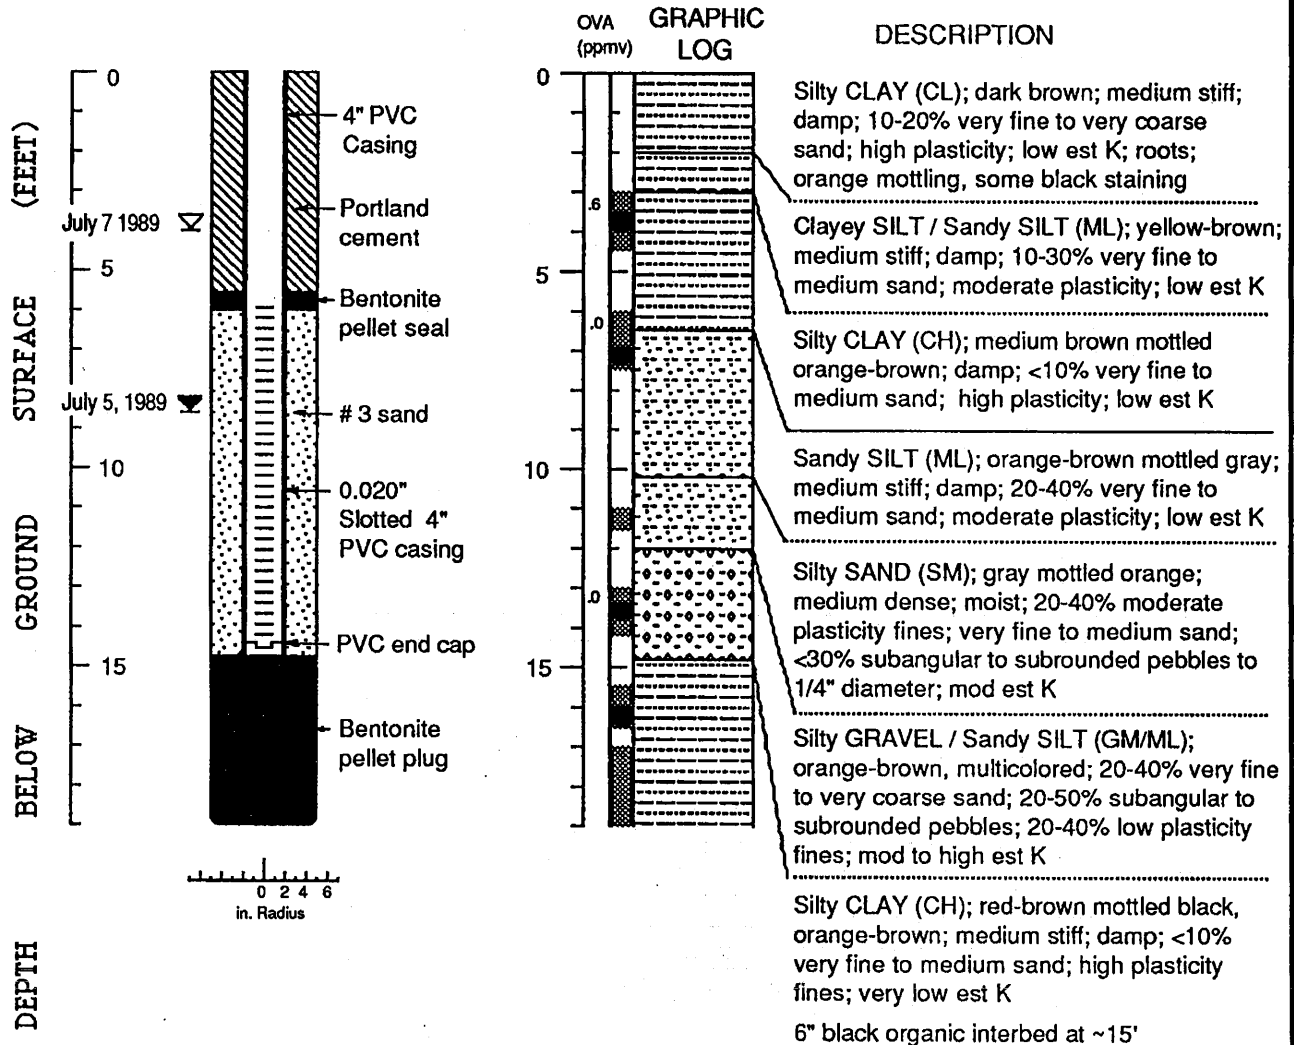 DEPTH BELOW GROUND SURFACE (FEET)
0
5
10
15
July 7 1989
July 5, 1989
4" PVC
Casing
Portland
cement
Bentonite
pellet seal
# 3 sand
0.020"
Slotted 4"
PVC casing
PVC end cap
Bentonite
pellet plug
0 2 4 6
in. Radius
OVA
(ppmv)
GRAPHIC
LOG
0
5
10
15
.6
.0
.0
DESCRIPTION
Silty CLAY (CL); dark brown; medium stiff;
damp; 10-20% very fine to very coarse
sand; high plasticity; low est K; roots;
orange mottling, some black staining
Clayey SILT / Sandy SILT (ML); yellow-brown;
medium stiff; damp; 10-30% very fine to
medium sand; moderate plasticity; low est K
Silty CLAY (CH); medium brown mottled
orange-brown; damp; <10% very fine to
medium sand; high plasticity; low est K
Sandy SILT (ML); orange-brown mottled gray;
medium stiff; damp; 20-40% very fine to
medium sand; moderate plasticity; low est K
Silty SAND (SM); gray mottled orange;
medium dense; moist; 20-40% moderate
plasticity fines; very fine to medium sand;
<30% subangular to subrounded pebbles to
1/4" diameter; mod est K
Silty GRAVEL / Sandy SILT (GM/ML);
orange-brown, multicolored; 20-40% very fine
to very coarse sand; 20-50% subangular to
subrounded pebbles; 20-40% low plasticity
fines; mod to high est K
Silty CLAY (CH); red-brown mottled black,
orange-brown; medium stiff; damp; <10%
very fine to medium sand; high plasticity
fines; very low est K
6" black organic interbed at ~15'